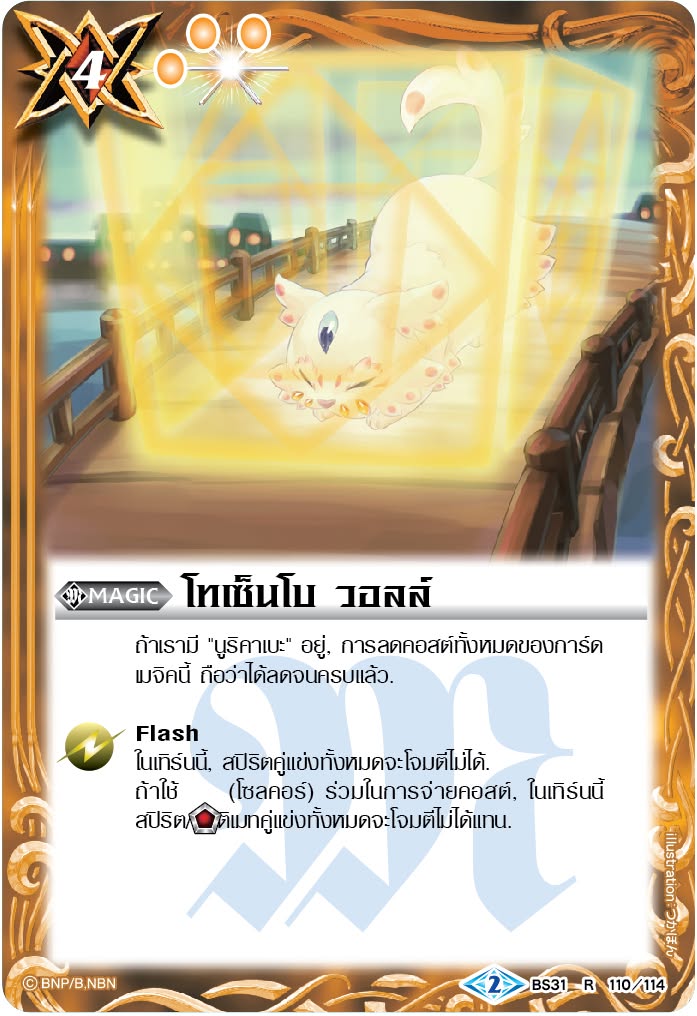 4
MAGIC โทเซ็นโบ วอลล์
ถ้าเรามี "นูริคาเบะ" อยู่, การลดคอสต์ทั้งหมดของการ์ด
เมจิคนี้ ถือว่าได้ลดจนครบแล้ว.
Flash
ในเทิร์นนี้, สปิริตคู่แข่งทั้งหมดจะโจมตีไม่ได้.
ถ้าใช้ (โซลคอร์) ร่วมในการจ่ายคอสต์, ในเทิร์นนี้
สปิริต/ ติเมทคู่แข่งทั้งหมดจะโจมตีไม่ได้แทน.
illustration:
© BNP/B,NBN
2 BS31 R 110/114